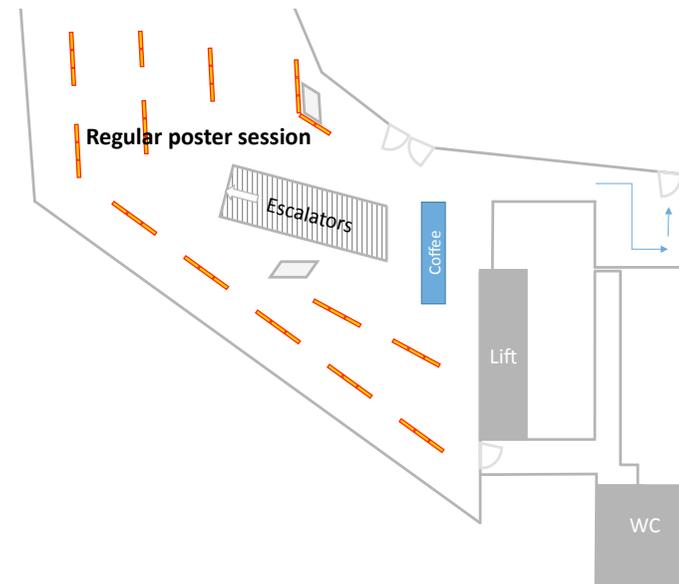 Regular poster session
Escalators
Coffee
Lift
WC